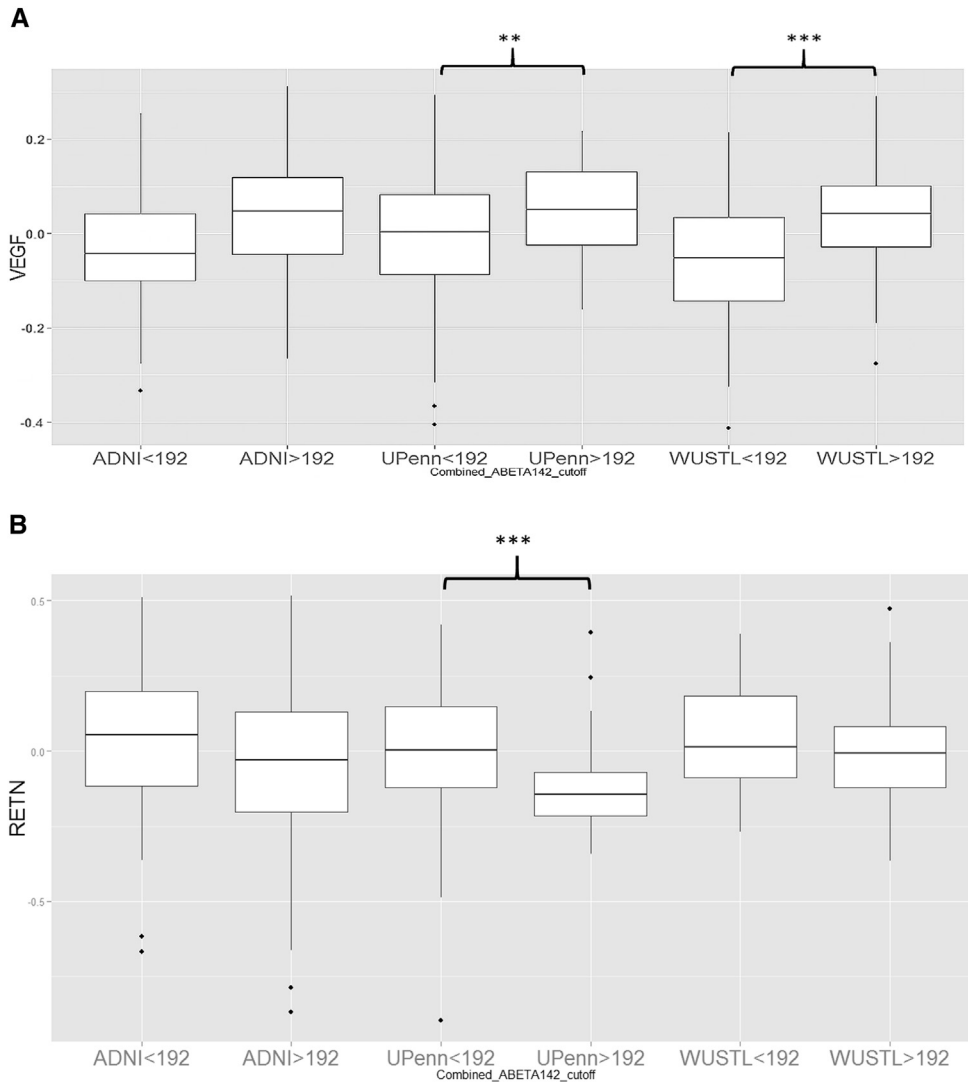 A
** ***
0.2
0.0
-0.2
-0.4
VEGF
ADNI<192 ADNI>192 UPenn<192 UPenn>192 WUSTL<192 WUSTL>192
Combined_ABETA142_cutoff
B
***
0.5
0.0
-0.5
RETN
ADNI<192 ADNI>192 UPenn<192 UPenn>192 WUSTL<192 WUSTL>192
Combined_ABETA142_cutoff